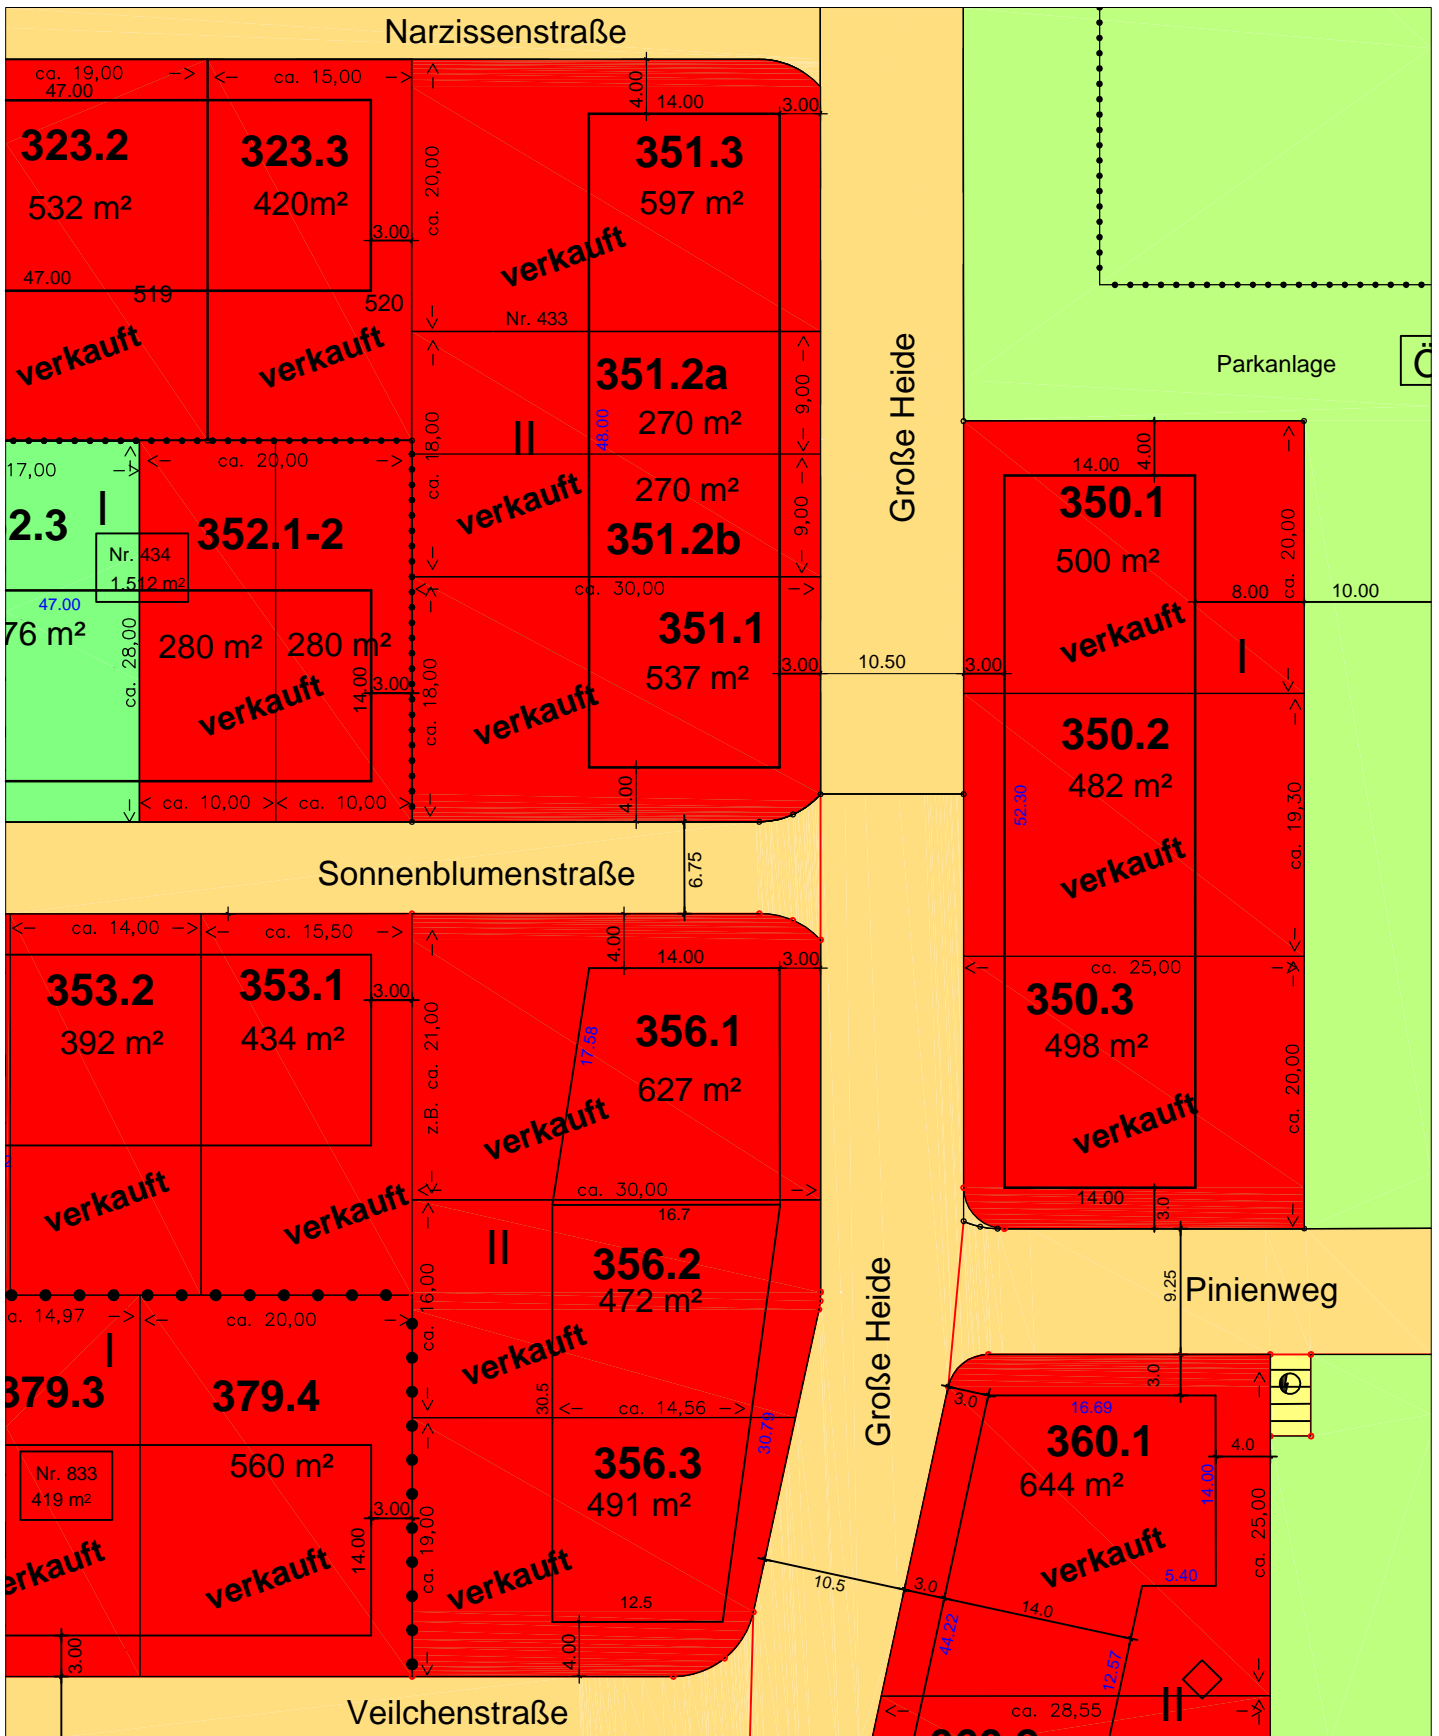 Narzissenstraße
ca. 19,00
ca. 15,00
47.00
4.00
14.00
3.00
323.2
532 m²
323.3
420m²
ca. 20,00
351.3
597 m²
3.00
verkauft
47.00
519
520
Nr. 433
verkauft
verkauft
351.2a
270 m²
9,00
48.00
II
ca. 18,00
Große Heide
Parkanlage
Ö
17,00
ca. 20,00
270 m²
351.2b
9,00
verkauft
14.00
4.00
350.1
500 m²
ca. 20,00
2.3
I
352.1-2
Nr. 434
1.512 m²
47.00
76 m²
ca. 28,00
280 m²
280 m²
14,00
3.00
verkauft
ca. 30,00
351.1
537 m²
ca. 18,00
verkauft
3.00
10.50
3.00
8.00
10.00
verkauft
I
350.2
482 m²
52.30
ca. 19,30
verkauft
ca. 10,00
ca. 10,00
4.00
Sonnenblumenstraße
6.75
ca. 14,00
ca. 15,50
4.00
14.00
3.00
ca. 25,00
353.2
392 m²
353.1
434 m²
3.00
z.B. ca. 21,00
17.58
356.1
627 m²
verkauft
350.3
498 m²
ca. 20,00
verkauft
verkauft
verkauft
ca. 30,00
16.7
14.00
3.0
II
356.2
472 m²
ca. 16,00
verkauft
Große Heide
9.25
Pinienweg
a. 14,97
ca. 20,00
I
379.3
379.4
560 m²
Nr. 833
419 m²
3.00
14.00
erkauft
verkauft
30.5
ca. 14,56
30.79
356.3
491 m²
ca. 19,00
verkauft
12.5
4.00
3.00
3.0
3.0
16.69
360.1
644 m²
4.0
14.00
ca. 25,00
verkauft
5.40
10.5
3.0
14.0
44.22
12.57
II
ca. 28,55
Veilchenstraße